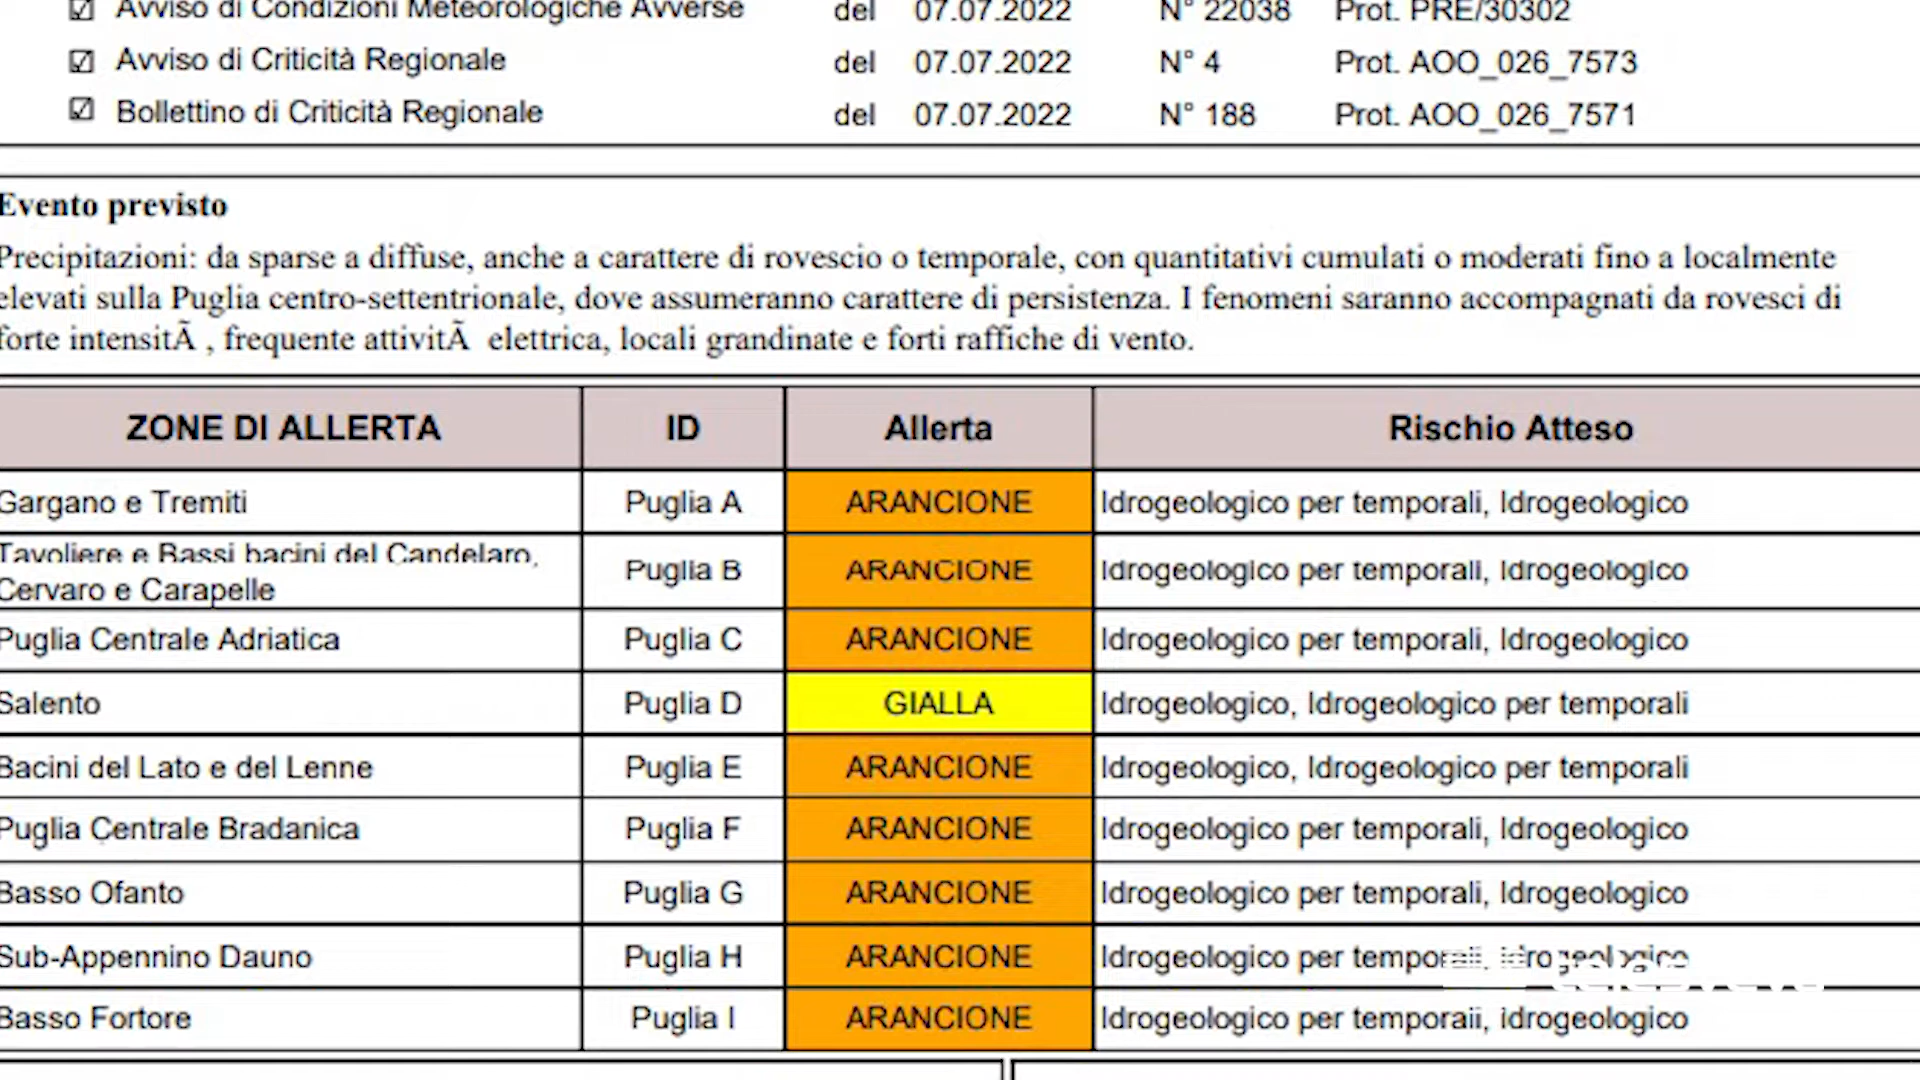 ☑ Avviso di Condizioni Meteorologiche Avverse del 07.07.2022 N° 22038 Prot. PRE/30302
☑ Avviso di Criticità Regionale del 07.07.2022 N° 4 Prot. AOO_026_7573
☑ Bollettino di Criticità Regionale del 07.07.2022 N° 188 Prot. AOO_026_7571
Evento previsto
Precipitazioni: da sparse a diffuse, anche a carattere di rovescio o temporale, con quantitativi cumulati o moderati fino a localmente
elevati sulla Puglia centro-settentrionale, dove assumeranno carattere di persistenza. I fenomeni saranno accompagnati da rovesci di
forte intensitÃ , frequente attivitÃ  elettrica, locali grandinate e forti raffiche di vento.
ZONE DI ALLERTA ID Allerta Rischio Atteso
Gargano e Tremiti Puglia A ARANCIONE Idrogeologico per temporali, Idrogeologico
Tavoliere e Bassi bacini del Candelaro,
Cervaro e Carapelle Puglia B ARANCIONE Idrogeologico per temporali, Idrogeologico
Puglia Centrale Adriatica Puglia C ARANCIONE Idrogeologico per temporali, Idrogeologico
Salento Puglia D GIALLA Idrogeologico, Idrogeologico per temporali
Bacini del Lato e del Lenne Puglia E ARANCIONE Idrogeologico, Idrogeologico per temporali
Puglia Centrale Bradanica Puglia F ARANCIONE Idrogeologico per temporali, Idrogeologico
Basso Ofanto Puglia G ARANCIONE Idrogeologico per temporali, Idrogeologico
Sub-Appennino Dauno Puglia H ARANCIONE Idrogeologico per temporali, Idrogeologico
Basso Fortore Puglia I ARANCIONE Idrogeologico per temporali, Idrogeologico